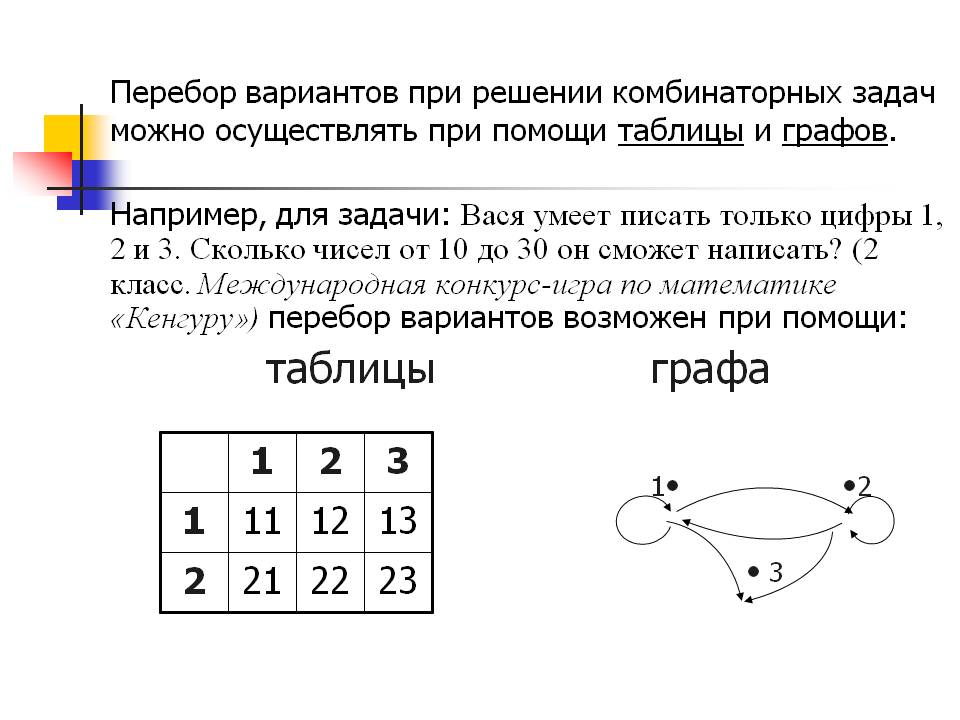 Перебор вариантов при решении комбинаторных задач
можно осуществлять при помощи таблицы и графов.
Например, для задачи: Вася умеет писать только цифры 1,
2 и 3. Сколько чисел от 10 до 30 он сможет написать? (2
класс. Международная конкурс-игра по математике
«Кенгуру») перебор вариантов возможен при помощи:
таблицы графа
1 2 3
1 11 12 13
2 21 22 23
1 2
3